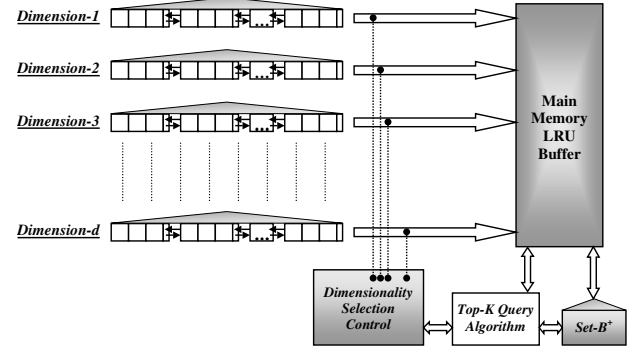 Dimension-1
Dimension-2
Dimension-3
Dimension-d
...
...
...
...
Main
Memory
LRU
Buffer
Dimensionality
Selection
Control
Top-K Query
Algorithm
Set-B+